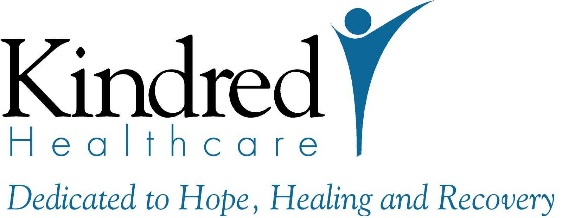 Kindred
Healthcare
Dedicated to Hope, Healing and Recovery